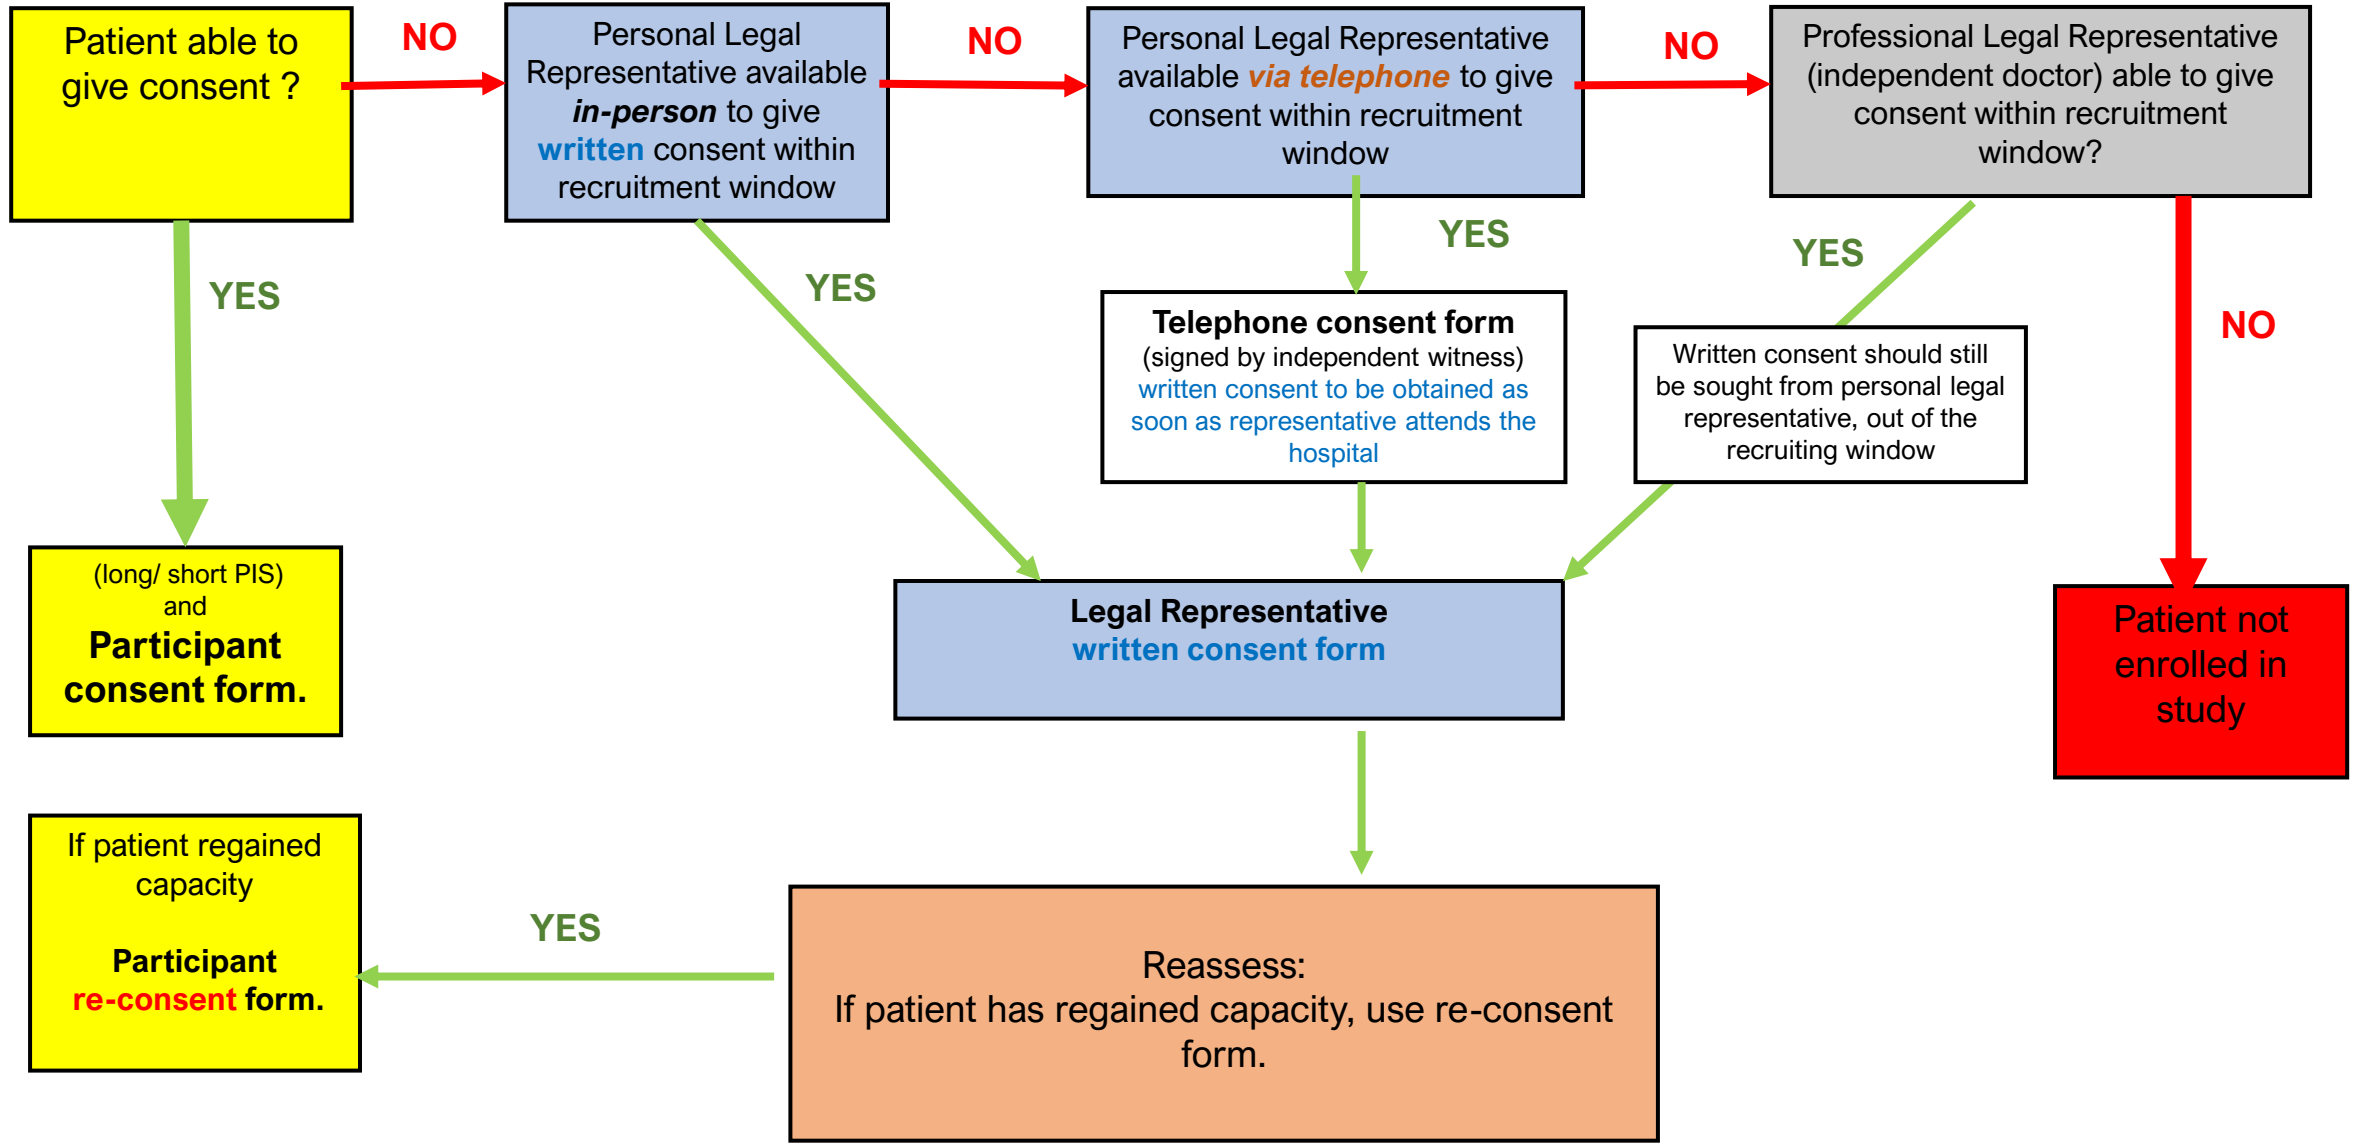 Patient able to
give consent ?
NO
Personal Legal
Representative available
in-person to give
written consent within
recruitment window
NO
Personal Legal Representative
available via telephone to give
consent within recruitment
window
NO
Professional Legal Representative
(independent doctor) able to give
consent within recruitment
window?
YES
YES
YES
YES
NO
Telephone consent form
(signed by independent witness)
written consent to be obtained as
soon as representative attends the
hospital
Written consent should still
be sought from personal legal
representative, out of the
recruiting window
(long/ short PIS)
and
Participant
consent form.
Legal Representative
written consent form
Patient not
enrolled in
study
If patient regained
capacity
Participant
re-consent form.
YES
Reassess:
If patient has regained capacity, use re-consent
form.